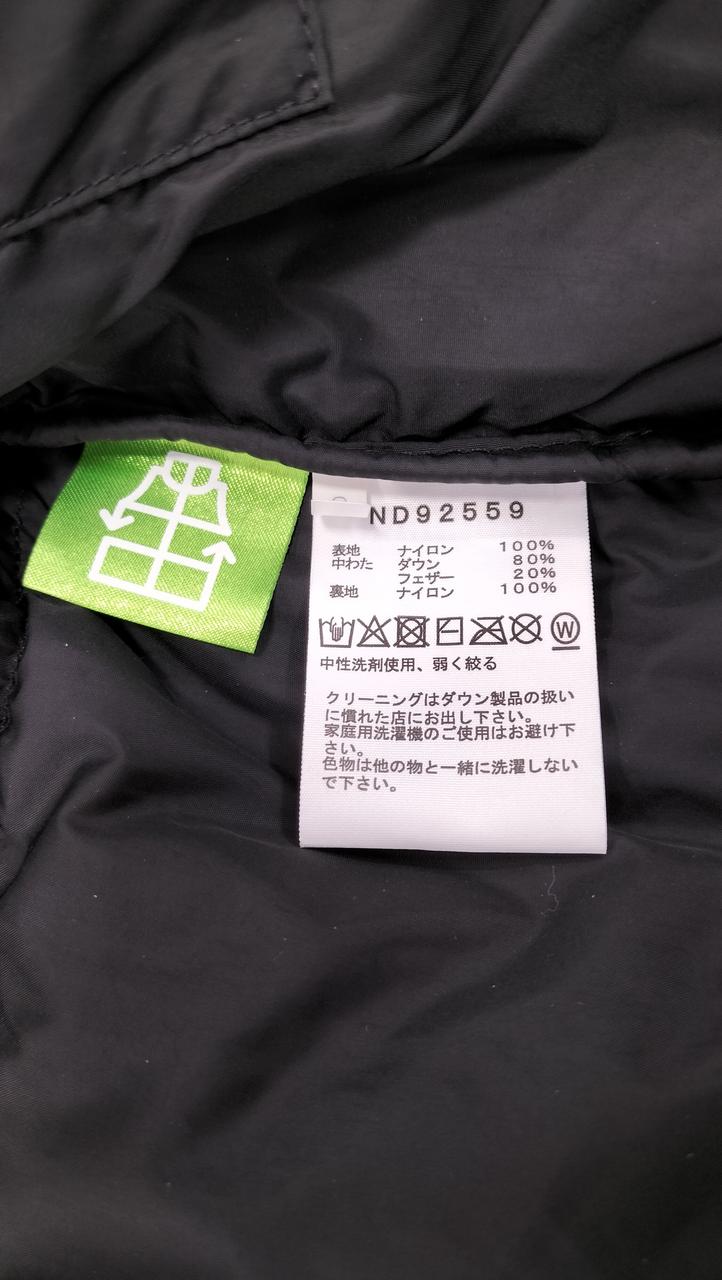 ND92559
表地 ナイロン 100%
中わた ダウン 80%
フェザー 20%
裏地 ナイロン 100%
W
中性洗剤使用、弱く絞る
クリーニングはダウン製品の扱い
に慣れた店にお出し下さい。
家庭用洗濯機のご使用はお避け下
さい。
色物は他の物と一緒に洗濯しない
で下さい。